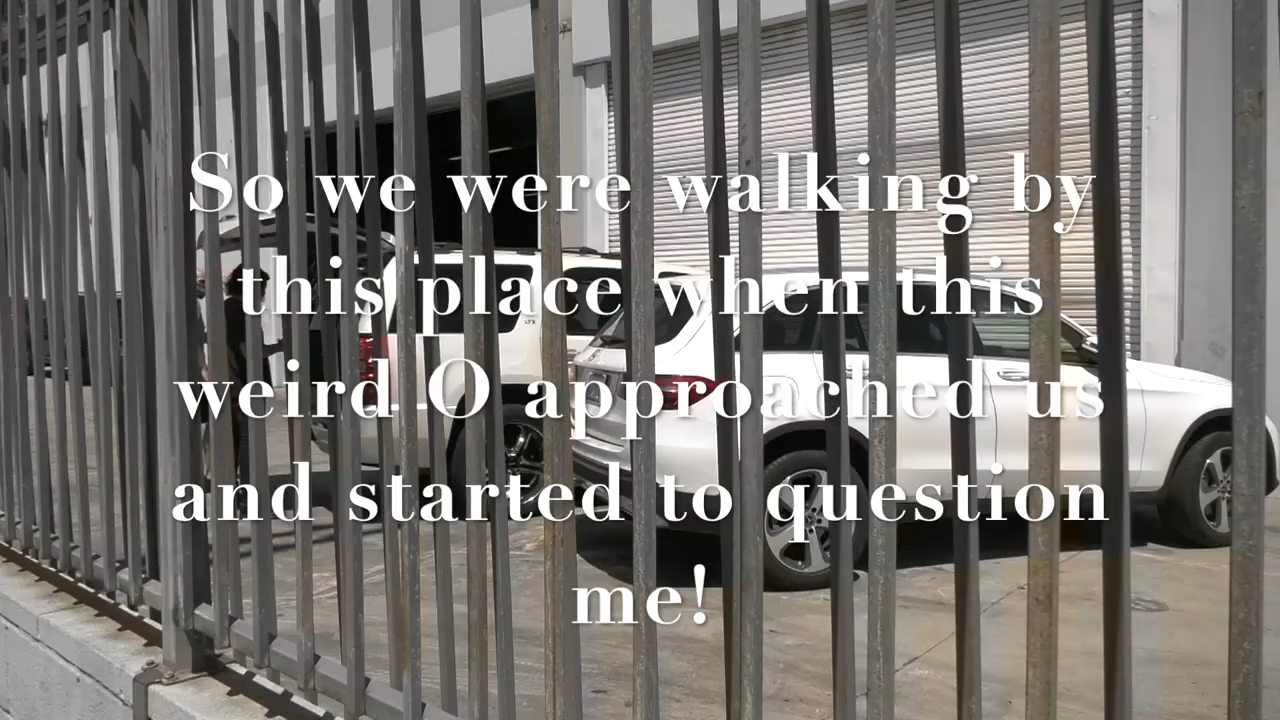 So we were walking by
this place when this
weird O approached us
and started to question
me!